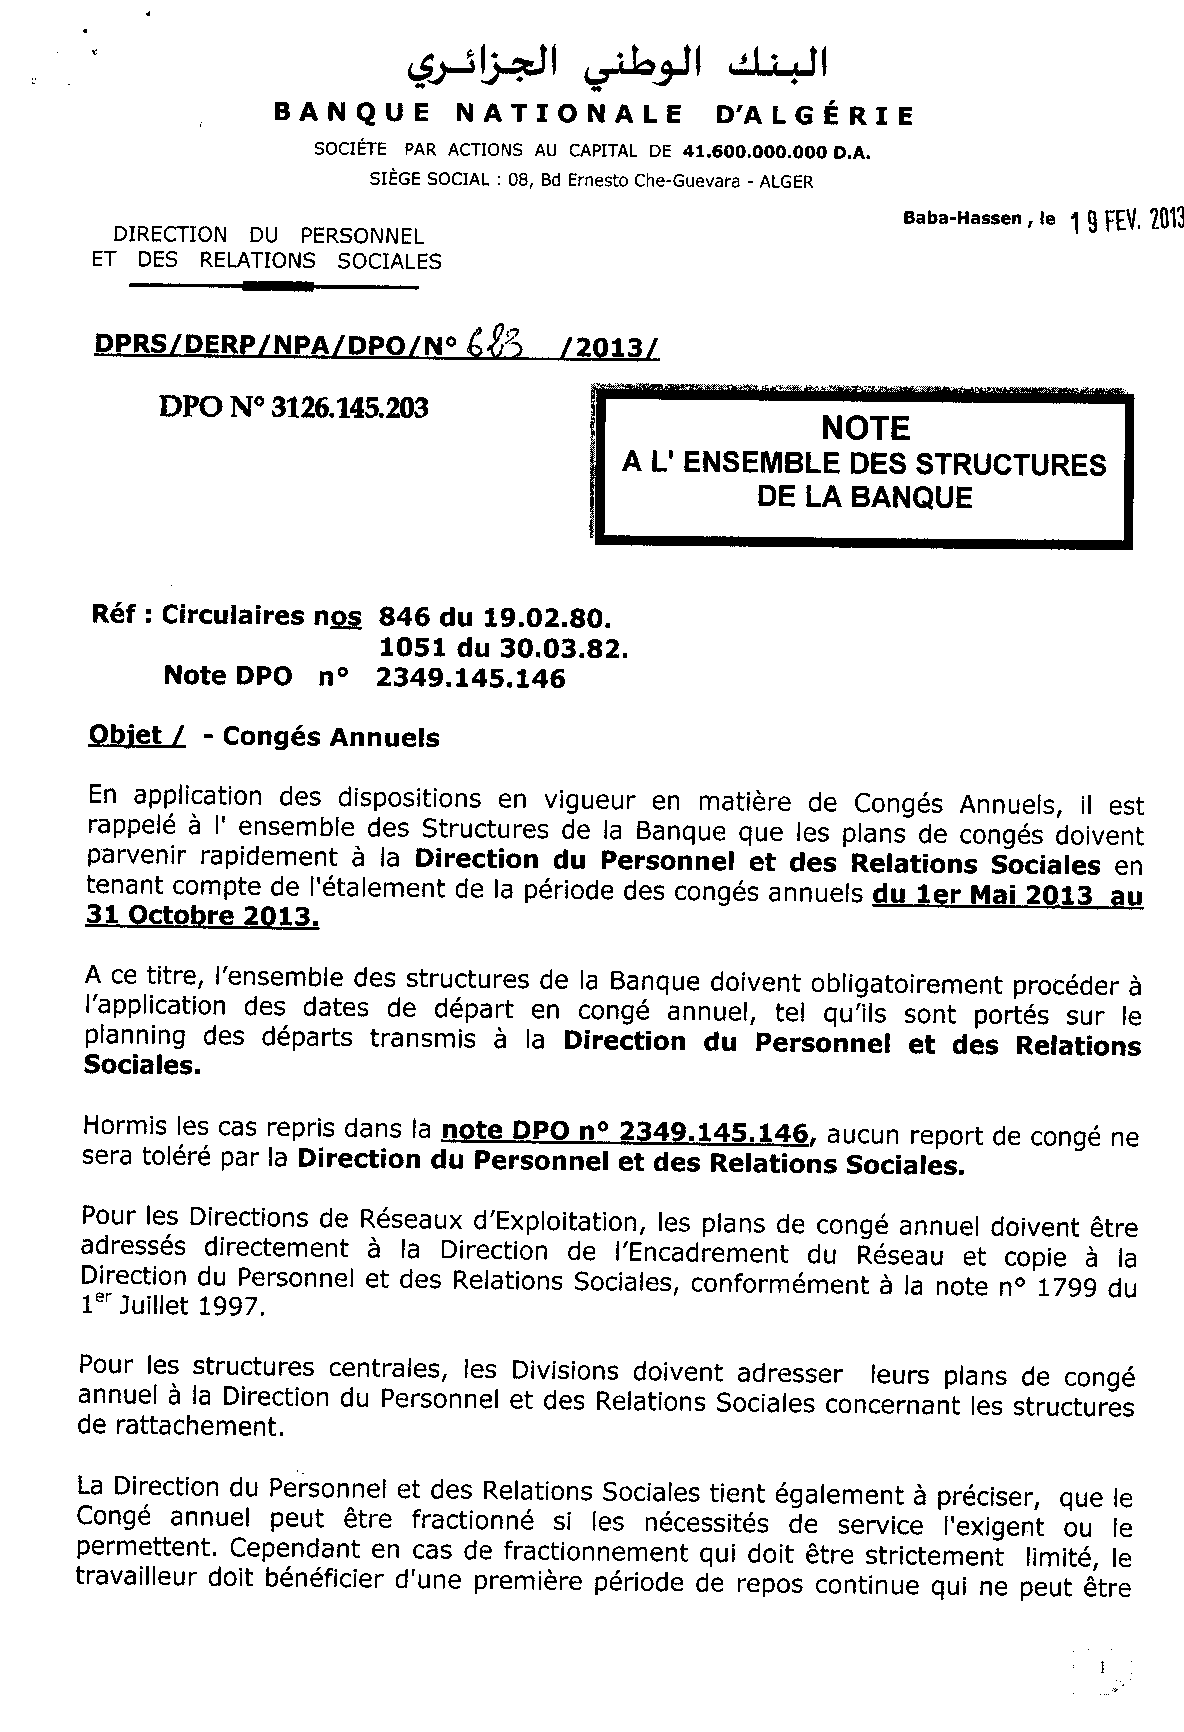 البنك الوطني الجزائري
BANQUE NATIONALE D'ALGÉRIE
SOCIÉTE PAR ACTIONS AU CAPITAL DE 41.600.000.000 D.A.
SIÈGE SOCIAL : 08, Bd Ernesto Che-Guevara - ALGER
Baba-Hassen , le 19 FEV. 2013
DIRECTION DU PERSONNEL
ET DES RELATIONS SOCIALES
DPRS/DERP/NPA/DPO/N° 683 /2013/
DPO N° 3126.145.203
NOTE
A L' ENSEMBLE DES STRUCTURES
DE LA BANQUE
Réf : Circulaires nos 846 du 19.02.80.
1051 du 30.03.82.
Note DPO n° 2349.145.146
Objet / - Congés Annuels
En application des dispositions en vigueur en matière de Congés Annuels, il est
rappelé à l' ensemble des Structures de la Banque que les plans de congés doivent
parvenir rapidement à la Direction du Personnel et des Relations Sociales en
tenant compte de l'étalement de la période des congés annuels du 1er Mai 2013 au
31 Octobre 2013.
A ce titre, l'ensemble des structures de la Banque doivent obligatoirement procéder à
l'application des dates de départ en congé annuel, tel qu'ils sont portés sur le
planning des départs transmis à la Direction du Personnel et des Relations
Sociales.
Hormis les cas repris dans la note DPO n° 2349.145.146, aucun report de congé ne
sera toléré par la Direction du Personnel et des Relations Sociales.
Pour les Directions de Réseaux d'Exploitation, les plans de congé annuel doivent être
adressés directement à la Direction de l'Encadrement du Réseau et copie à la
Direction du Personnel et des Relations Sociales, conformément à la note n° 1799 du
1er Juillet 1997.
Pour les structures centrales, les Divisions doivent adresser leurs plans de congé
annuel à la Direction du Personnel et des Relations Sociales concernant les structures
de rattachement.
La Direction du Personnel et des Relations Sociales tient également à préciser, que le
Congé annuel peut être fractionné si les nécessités de service l'exigent ou le
permettent. Cependant en cas de fractionnement qui doit être strictement limité, le
travailleur doit bénéficier d'une première période de repos continue qui ne peut être
1